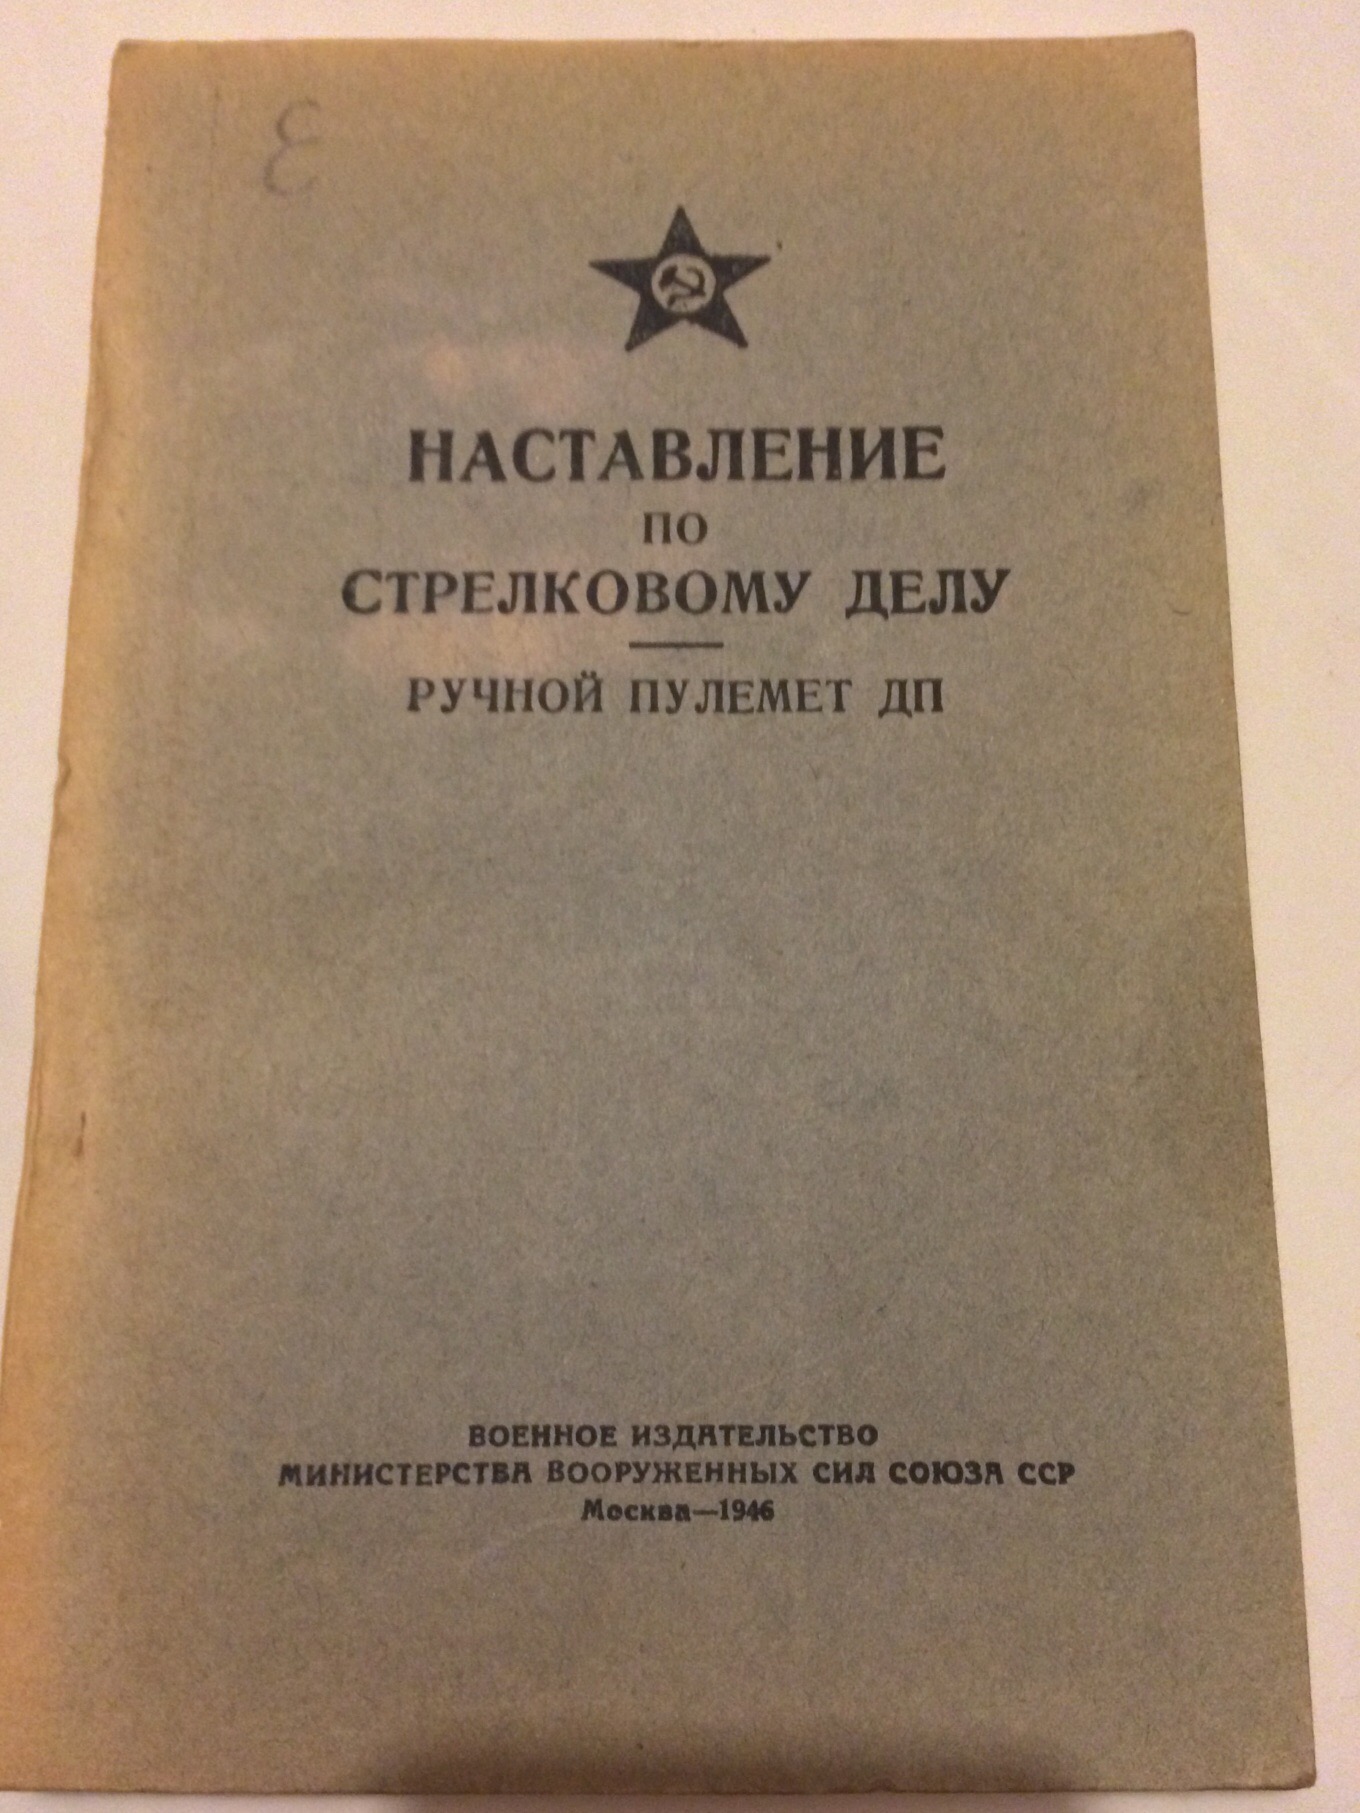 НАСТАВЛЕНИЕ
ПО
СТРЕЛКОВОМУ ДЕЛУ
РУЧНОЙ ПУЛЕМЕТ ДП
ВОЕННОЕ ИЗДАТЕЛЬСТВО
МИНИСТЕРСТВА ВООРУЖЕННЫХ СИЛ СОЮЗА ССР
Москва—1946